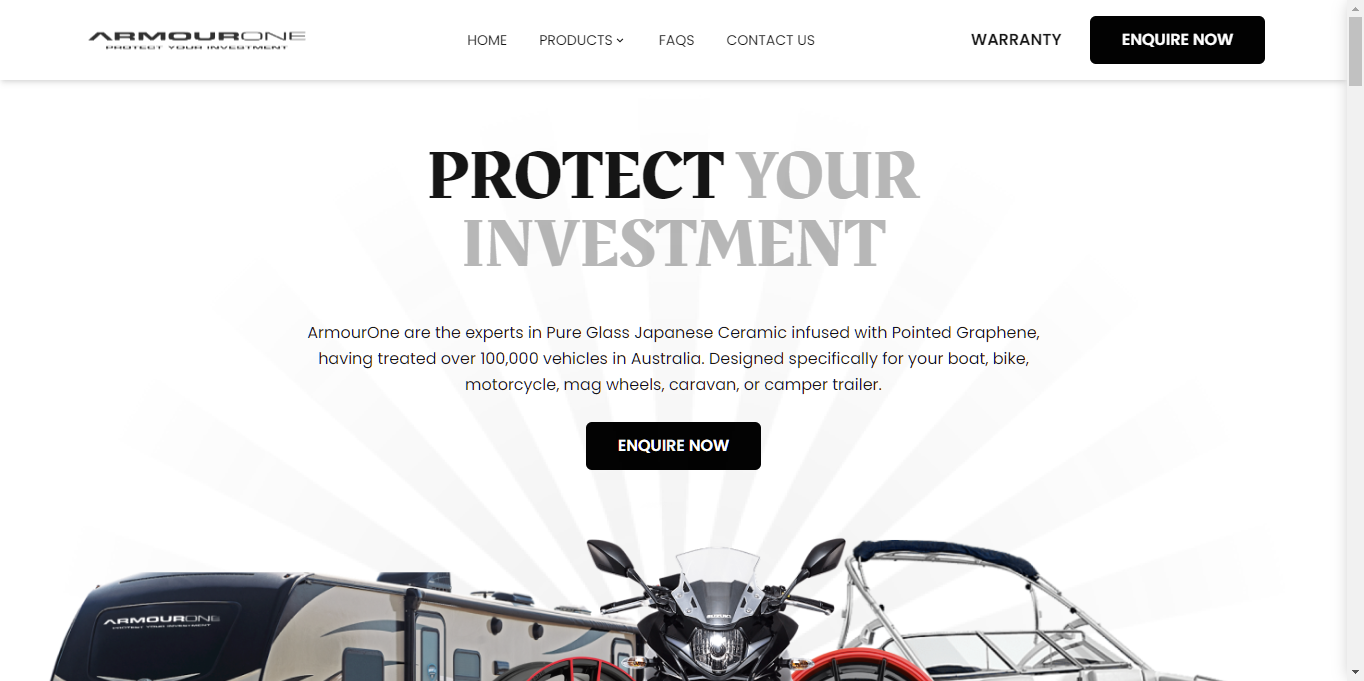 ARMOURONE
PROTECT YOUR INVESTMENT
HOME
PRODUCTS
FAQS
CONTACT US
WARRANTY
ENQUIRE NOW
PROTECT YOUR
INVESTMENT
ArmourOne are the experts in Pure Glass Japanese Ceramic infused with Pointed Graphene,
having treated over 100,000 vehicles in Australia. Designed specifically for your boat, bike,
motorcycle, mag wheels, caravan, or camper trailer.
ENQUIRE NOW
ARMOURONE
PROTECT YOUR INVESTMENT
SUZUKI